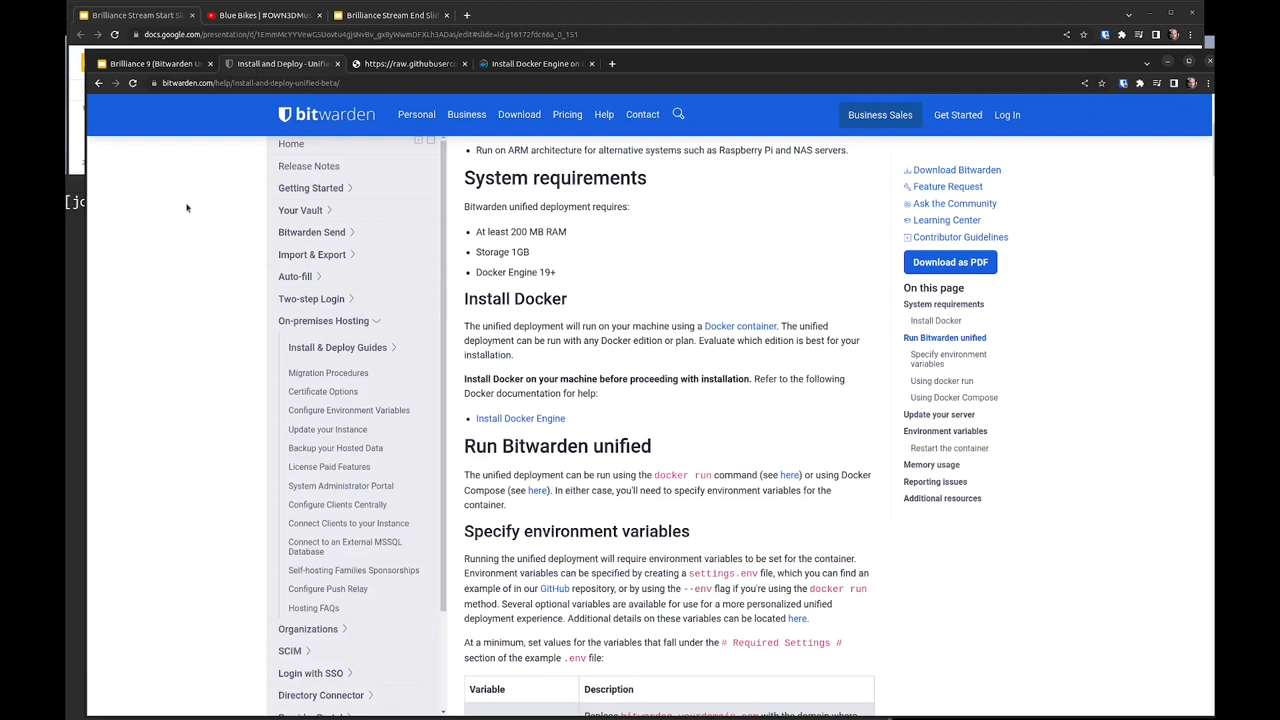 Brilliance Stream Start Slid
Blue Bikes | #OWN3DMus
Brilliance Stream End Slid
docs.google.com/presentation/d/1EmmMcYYVewGSUovtu4gjsNvBv_gx8yWwmDFXLh3ADas/edit#slide=id.g16172fdc66a_0_151
Brilliance 9 (Bitwarden U
Install and Deploy - Unifie
https://raw.githubuserco
Install Docker Engine on D
bitwarden.com/help/install-and-deploy-unified-beta/
bitwarden
Personal
Business
Download
Pricing
Help
Contact
Business Sales
Get Started
Log In
Home
Release Notes
Getting Started
Your Vault
Bitwarden Send
Import & Export
Auto-fill
Two-step Login
On-premises Hosting
Install & Deploy Guides
Migration Procedures
Certificate Options
Configure Environment Variables
Update your Instance
Backup your Hosted Data
License Paid Features
System Administrator Portal
Configure Clients Centrally
Connect Clients to your Instance
Connect to an External MSSQL
Database
Self-hosting Families Sponsorships
Configure Push Relay
Hosting FAQs
Organizations
SCIM
Login with SSO
Directory Connector
• Run on ARM architecture for alternative systems such as Raspberry Pi and NAS servers.
System requirements
Bitwarden unified deployment requires:
• At least 200 MB RAM
• Storage 1GB
• Docker Engine 19+
Install Docker
The unified deployment will run on your machine using a Docker container. The unified
deployment can be run with any Docker edition or plan. Evaluate which edition is best for your
installation.
Install Docker on your machine before proceeding with installation. Refer to the following
Docker documentation for help:
• Install Docker Engine
Run Bitwarden unified
The unified deployment can be run using the docker run command (see here) or using Docker
Compose (see here). In either case, you'll need to specify environment variables for the
container.
Specify environment variables
Running the unified deployment will require environment variables to be set for the container.
Environment variables can be specified by creating a settings.env file, which you can find an
example of in our GitHub repository, or by using the --env flag if you're using the docker run
method. Several optional variables are available for use for a more personalized unified
deployment experience. Additional details on these variables can be located here.
At a minimum, set values for the variables that fall under the # Required Settings #
section of the example .env file:
Variable
Description
Replace bitwarden.yourdomain.com with the domain where
Download Bitwarden
Feature Request
Ask the Community
Learning Center
Contributor Guidelines
Download as PDF
On this page
System requirements
Install Docker
Run Bitwarden unified
Specify environment
variables
Using docker run
Using Docker Compose
Update your server
Environment variables
Restart the container
Memory usage
Reporting issues
Additional resources